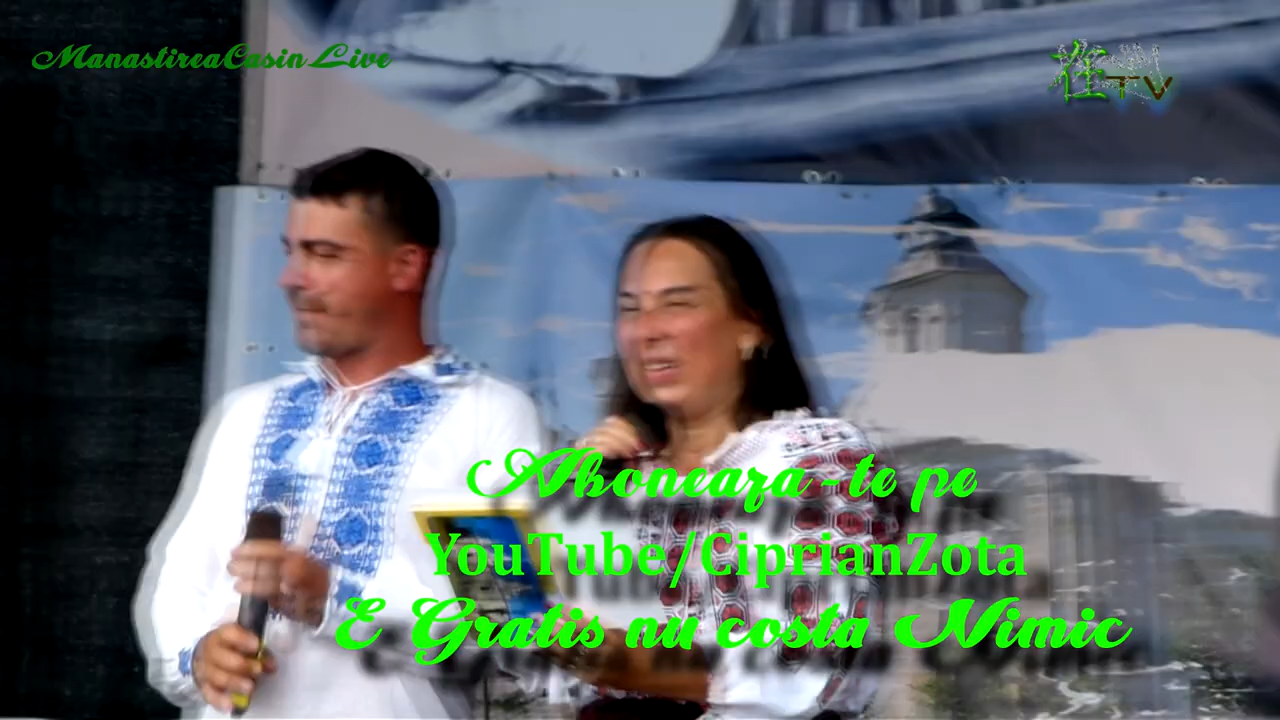 ManastireaCasin Live
TV
Aboneaza-te pe
YouTube/CiprianZota
E Gratis nu costa Nimic